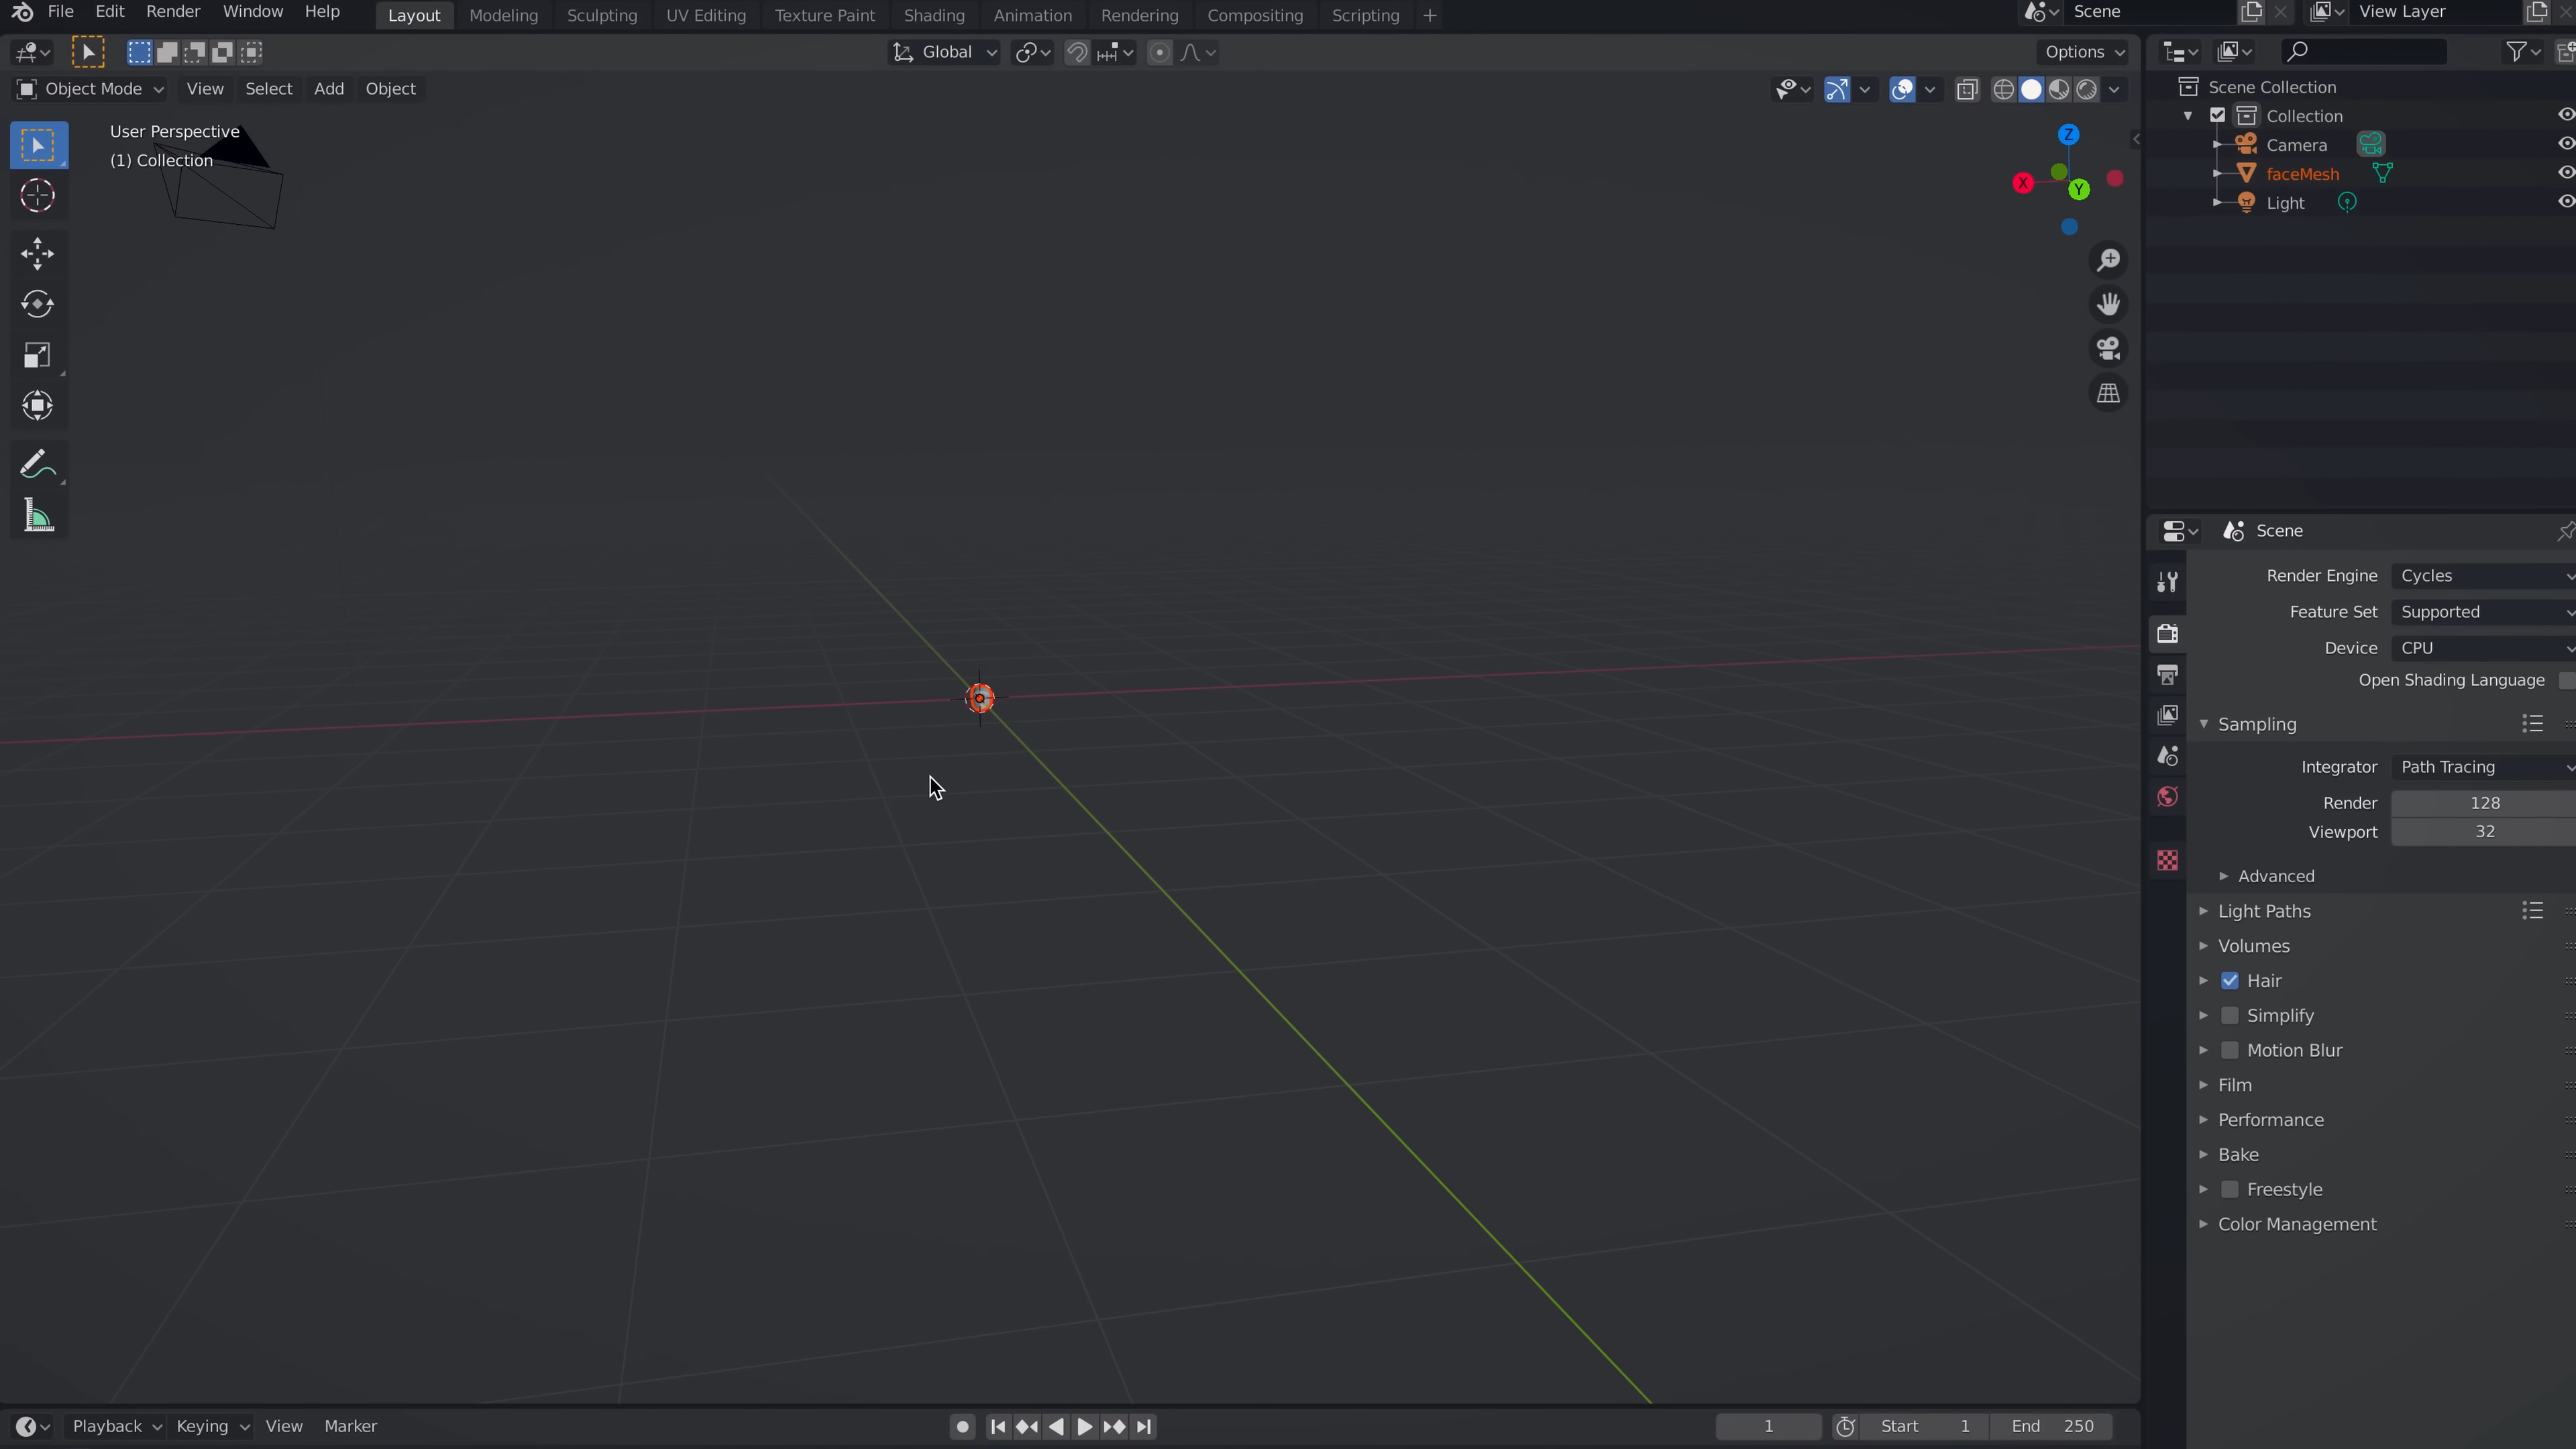 File Edit Render Window Help Layout Modeling Sculpting UV Editing Texture Paint Shading Animation Rendering Compositing Scripting + Scene View Layer
Global Options
Object Mode View Select Add Object
User Perspective
(1) Collection
Z
X
Y
Scene Collection
Collection
Camera
faceMesh
Light
Scene
Render Engine Cycles
Feature Set Supported
Device CPU
Open Shading Language
Sampling
Integrator Path Tracing
Render 128
Viewport 32
Advanced
Light Paths
Volumes
Hair
Simplify
Motion Blur
Film
Performance
Bake
Freestyle
Color Management
Playback Keying View Marker 1 Start 1 End 250